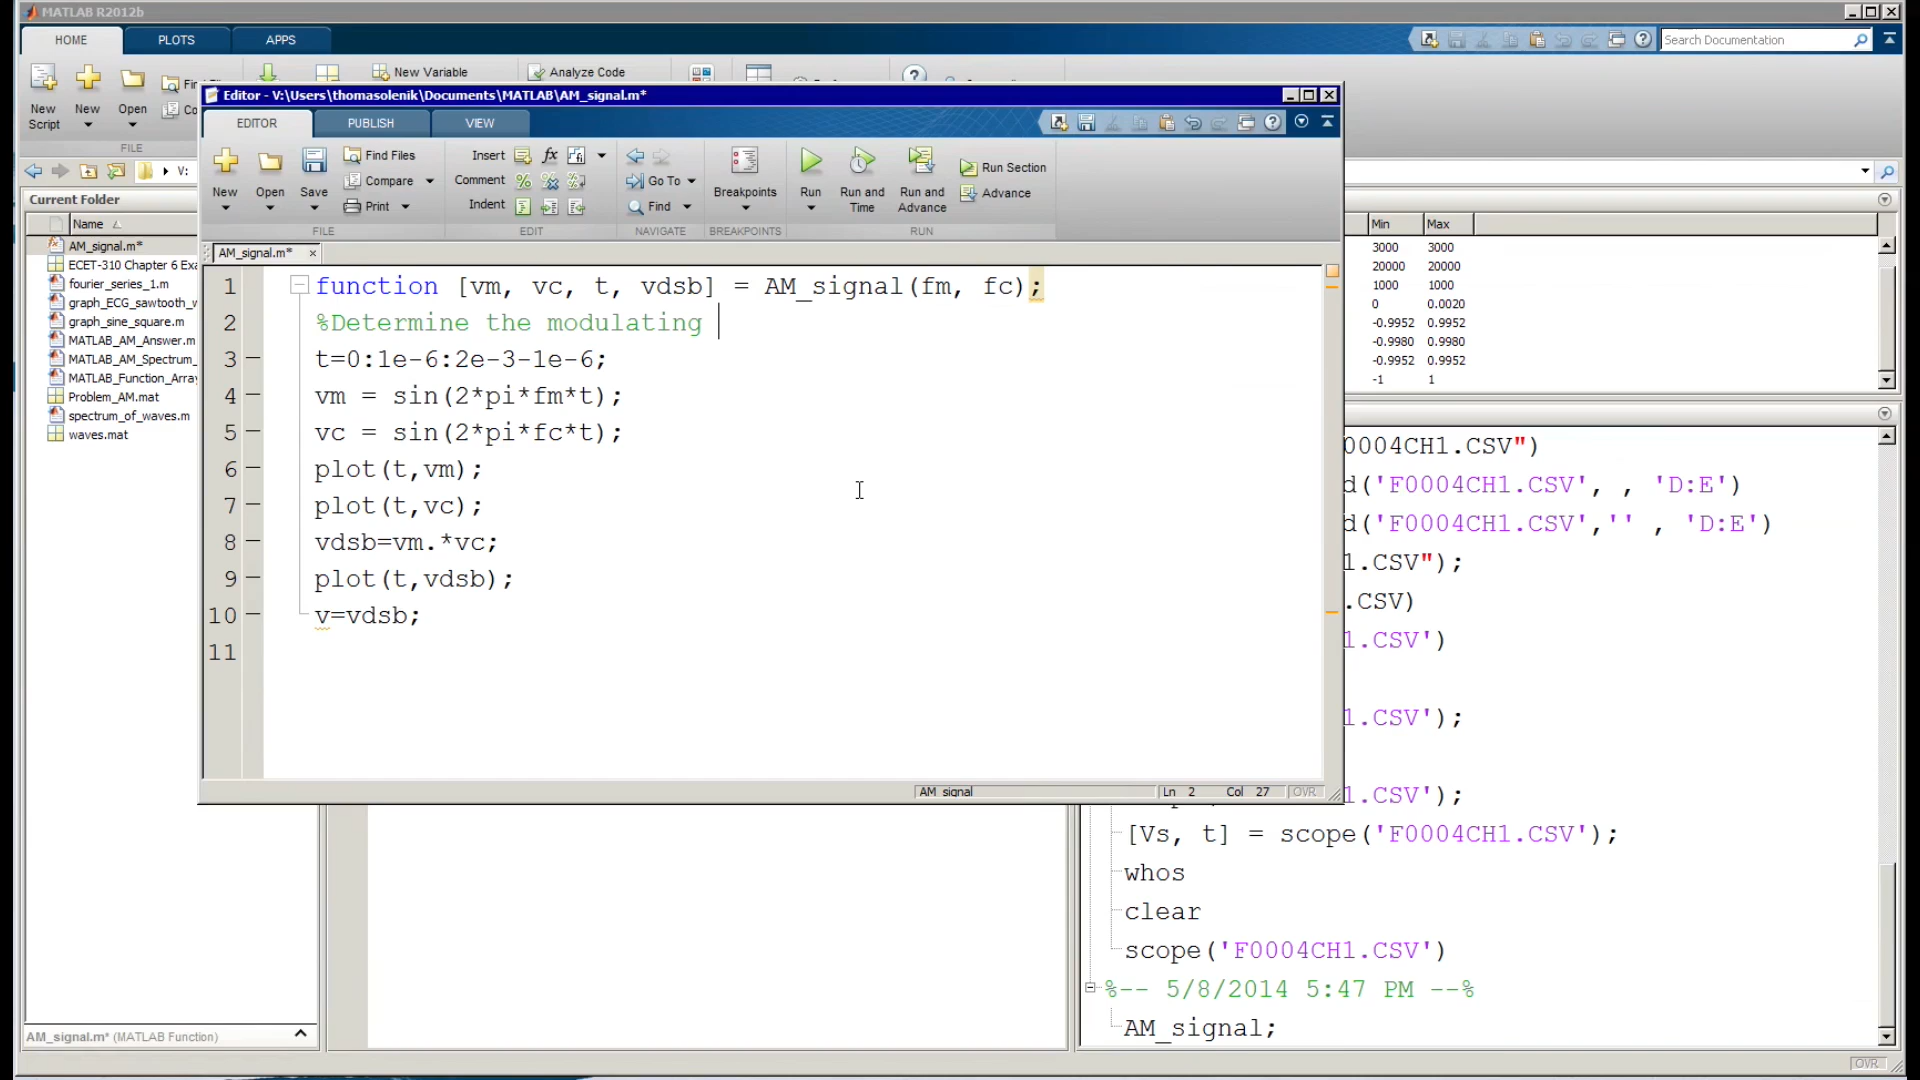 MATLAB R2012b
HOME
PLOTS
APPS
Search Documentation
New Variable
Analyze Code
New
Script
New
Open
FILE
V:
Editor - V:\Users\thomasolenik\Documents\MATLAB\AM_signal.m*
EDITOR
PUBLISH
VIEW
Insert
Comment
Indent
Find Files
Compare
Print
Go To
Find
New
Open
Save
Breakpoints
Run
Run and
Time
Run and
Advance
Run Section
Advance
FILE
EDIT
NAVIGATE
BREAKPOINTS
RUN
Current Folder
Name
AM_signal.m*
ECET-310 Chapter 6 Exa
fourier_series_1.m
graph_ECG_sawtooth_w
graph_sine_square.m
MATLAB_AM_Answer.m
MATLAB_AM_Spectrum_
MATLAB_Function_Array
Problem_AM.mat
spectrum_of_waves.m
waves.mat
AM_signal.m* (MATLAB Function)
AM_signal.m*
1 function [vm, vc, t, vdsb] = AM_signal(fm, fc);
2 %Determine the modulating
3 t=0:1e-6:2e-3-1e-6;
4 vm = sin(2*pi*fm*t);
5 vc = sin(2*pi*fc*t);
6 plot(t,vm);
7 plot(t,vc);
8 vdsb=vm.*vc;
9 plot(t,vdsb);
10 v=vdsb;
11
AM_signal
Ln 2 Col 27 OVR
Min Max
3000 3000
20000 20000
1000 1000
0 0.0020
-0.9952 0.9952
-0.9980 0.9980
-0.9952 0.9952
-1 1
0004CH1.CSV")
d('F0004CH1.CSV', , 'D:E')
d('F0004CH1.CSV','' , 'D:E')
1.CSV");
.CSV)
1.CSV')
1.CSV');
1.CSV');
[Vs, t] = scope('F0004CH1.CSV');
whos
clear
scope('F0004CH1.CSV')
%-- 5/8/2014 5:47 PM --%
AM_signal;
OVR